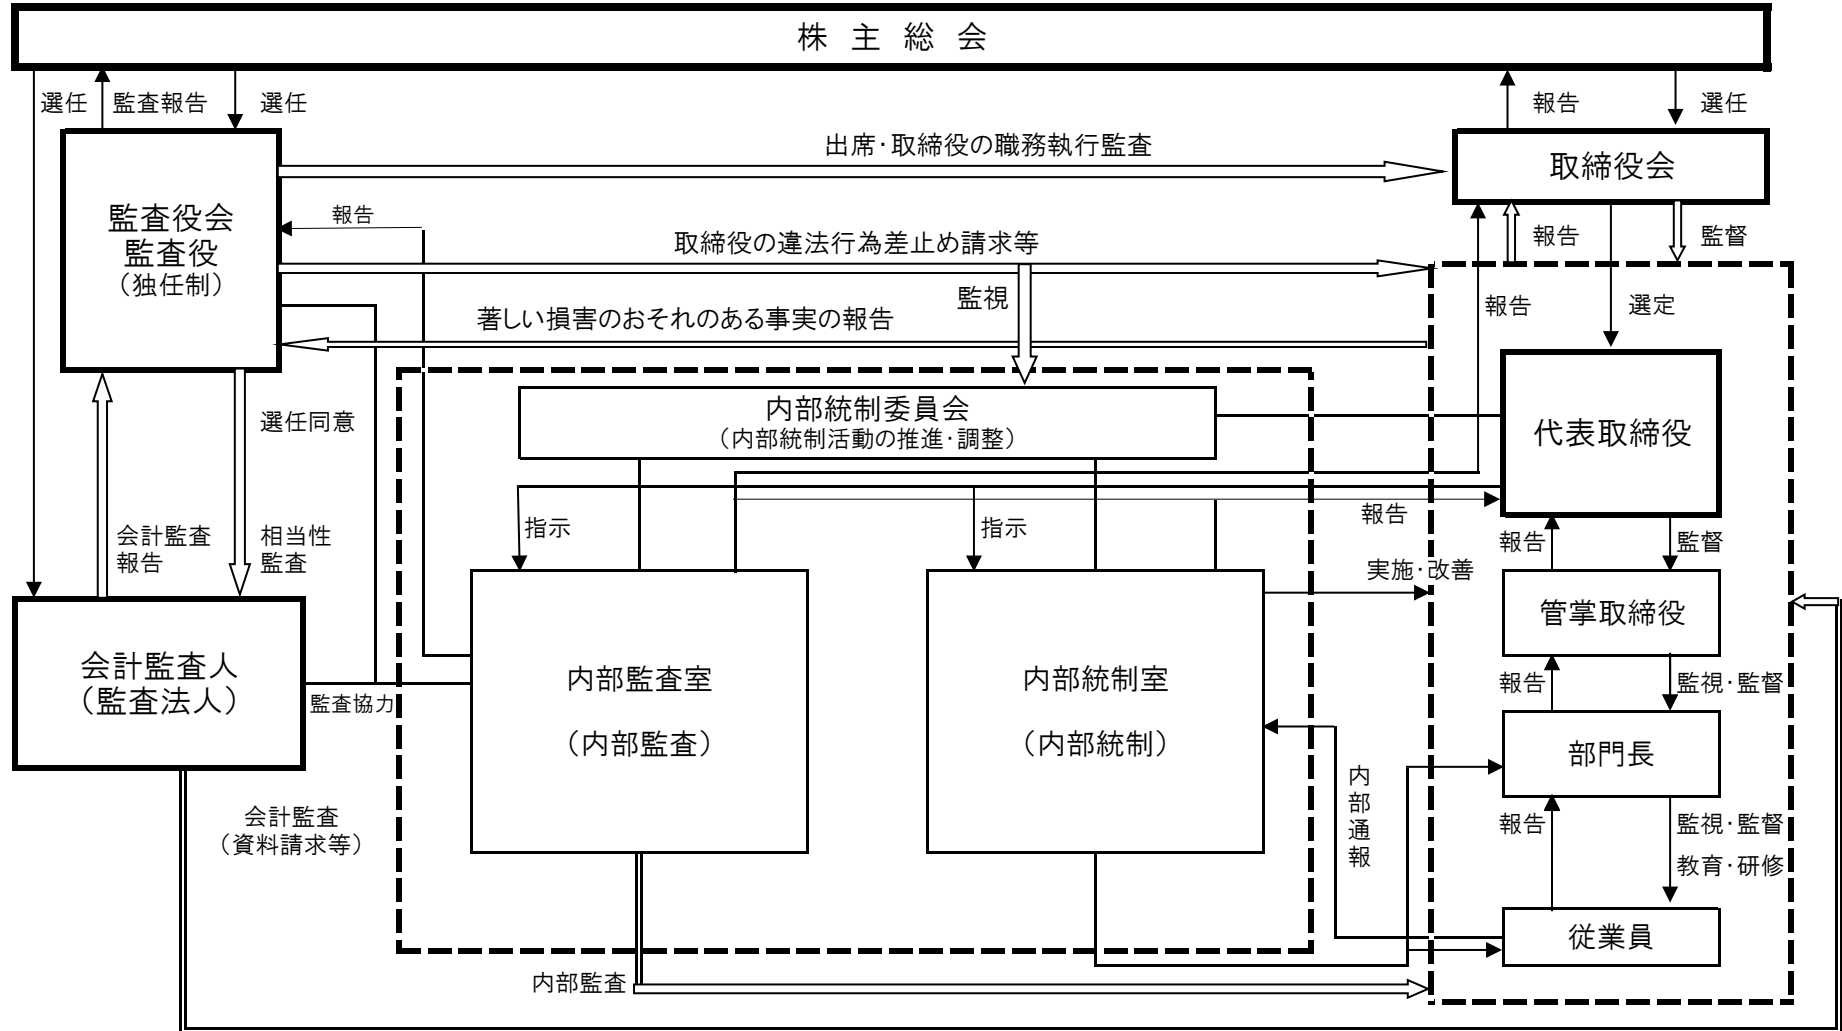 株 主 総 会
選任
監査報告
選任
報告
選任
出席･取締役の職務執行監査
取締役会
監査役会
監査役
（独任制）
報告
取締役の違法行為差止め請求等
報告
監督
監視
著しい損害のおそれのある事実の報告
報告
選定
内部統制委員会
（内部統制活動の推進･調整）
代表取締役
選任同意
会計監査
報告
相当性
監査
指示
指示
報告
報告
監督
実施･改善
管掌取締役
会計監査人
（監査法人）
監査協力
内部監査室
（内部監査）
内部統制室
（内部統制）
報告
監視･監督
部門長
内部通報
会計監査
（資料請求等）
報告
監視･監督
教育･研修
従業員
内部監査